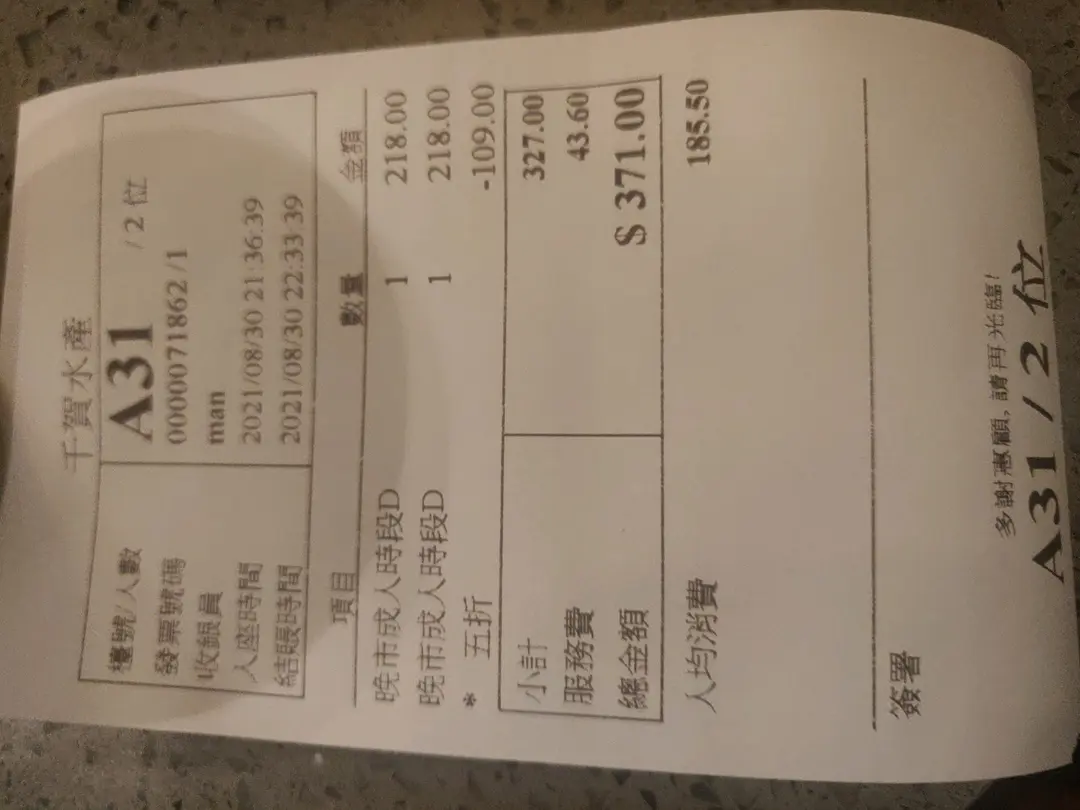 千賀水產
檯號/人數 A31 / 2 位
發票號碼 0000071862 /1
收銀員 man
入座時間 2021/08/30 21:36:39
結賬時間 2021/08/30 22:33:39
項目 數量 金額
晚市成人時段D 1 218.00
晚市成人時段D 1 218.00
* 五折 -109.00
小計 327.00
服務費 43.60
總金額 $ 371.00
人均消費 185.50
簽署
多謝惠顧, 請再光臨!
A31 / 2 位